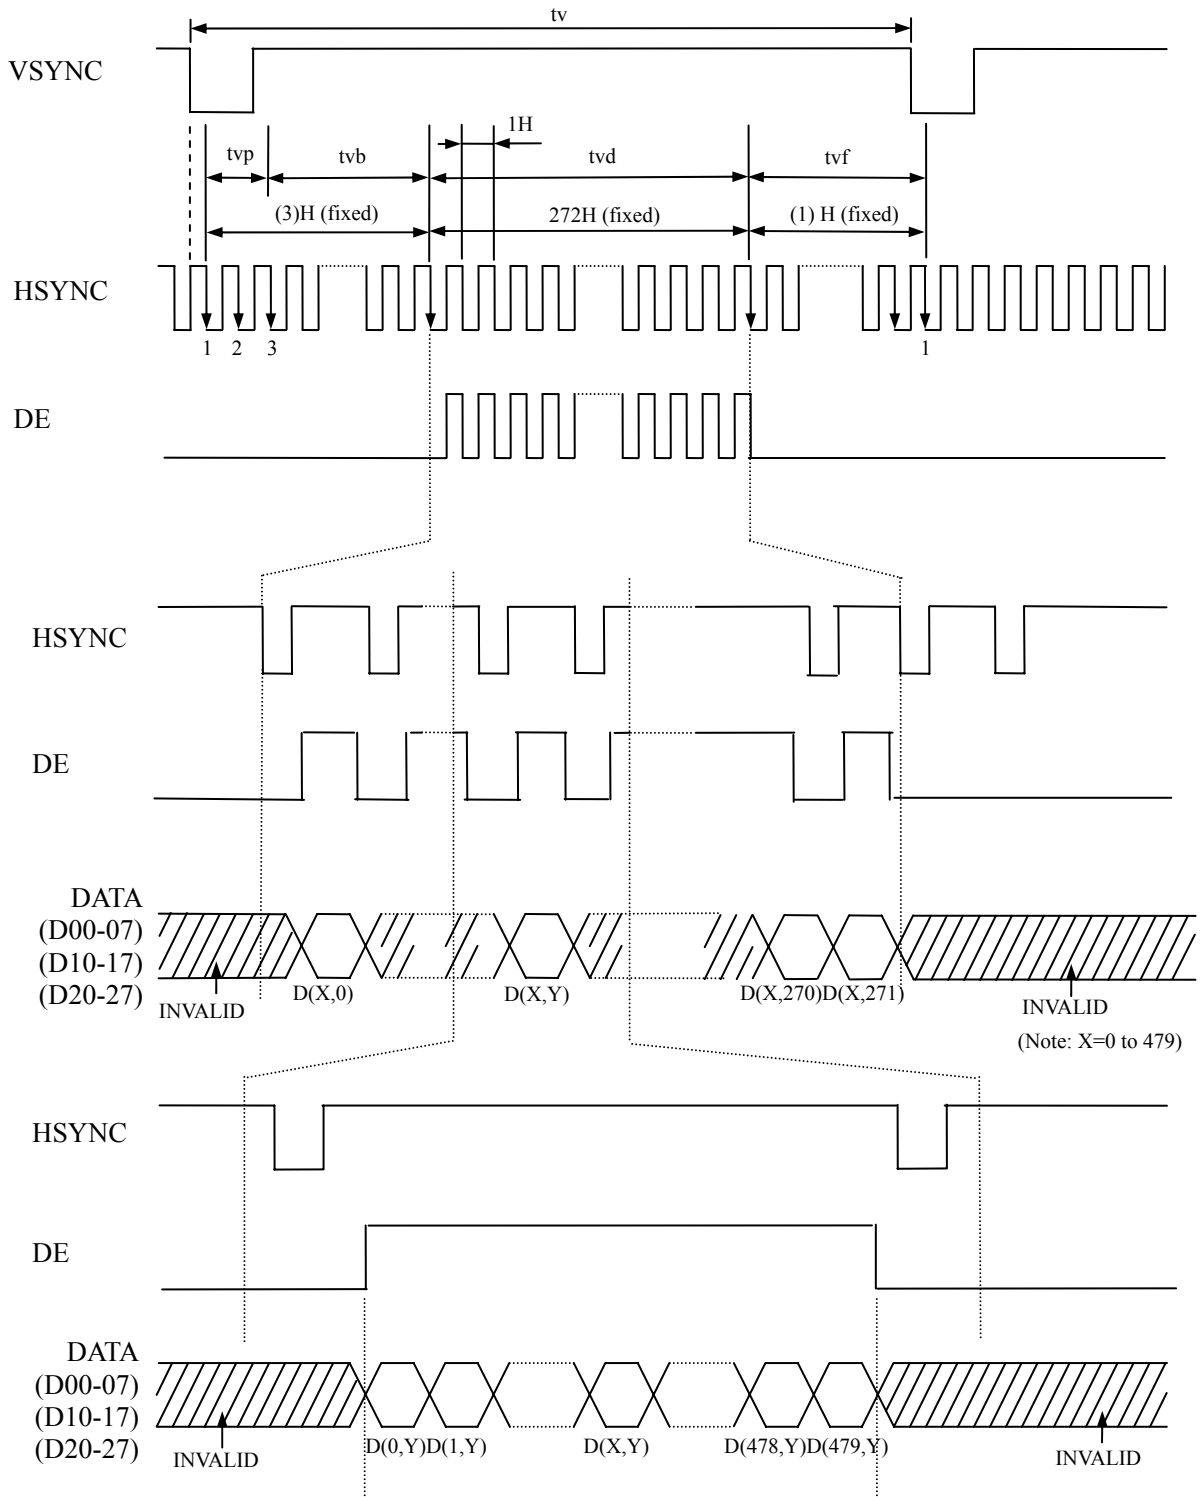 tv
VSYNC
1H
tvp
tvb
tvd
tvf
(3)H (fixed)
272H (fixed)
(1) H (fixed)
HSYNC
1
2
3
1
DE
HSYNC
DE
DATA
(D00-07)
(D10-17)
(D20-27)
INVALID
D(X,0)
D(X,Y)
D(X,270)D(X,271)
INVALID
(Note: X=0 to 479)
HSYNC
DE
DATA
(D00-07)
(D10-17)
(D20-27)
INVALID
D(0,Y)D(1,Y)
D(X,Y)
D(478,Y)D(479,Y)
INVALID